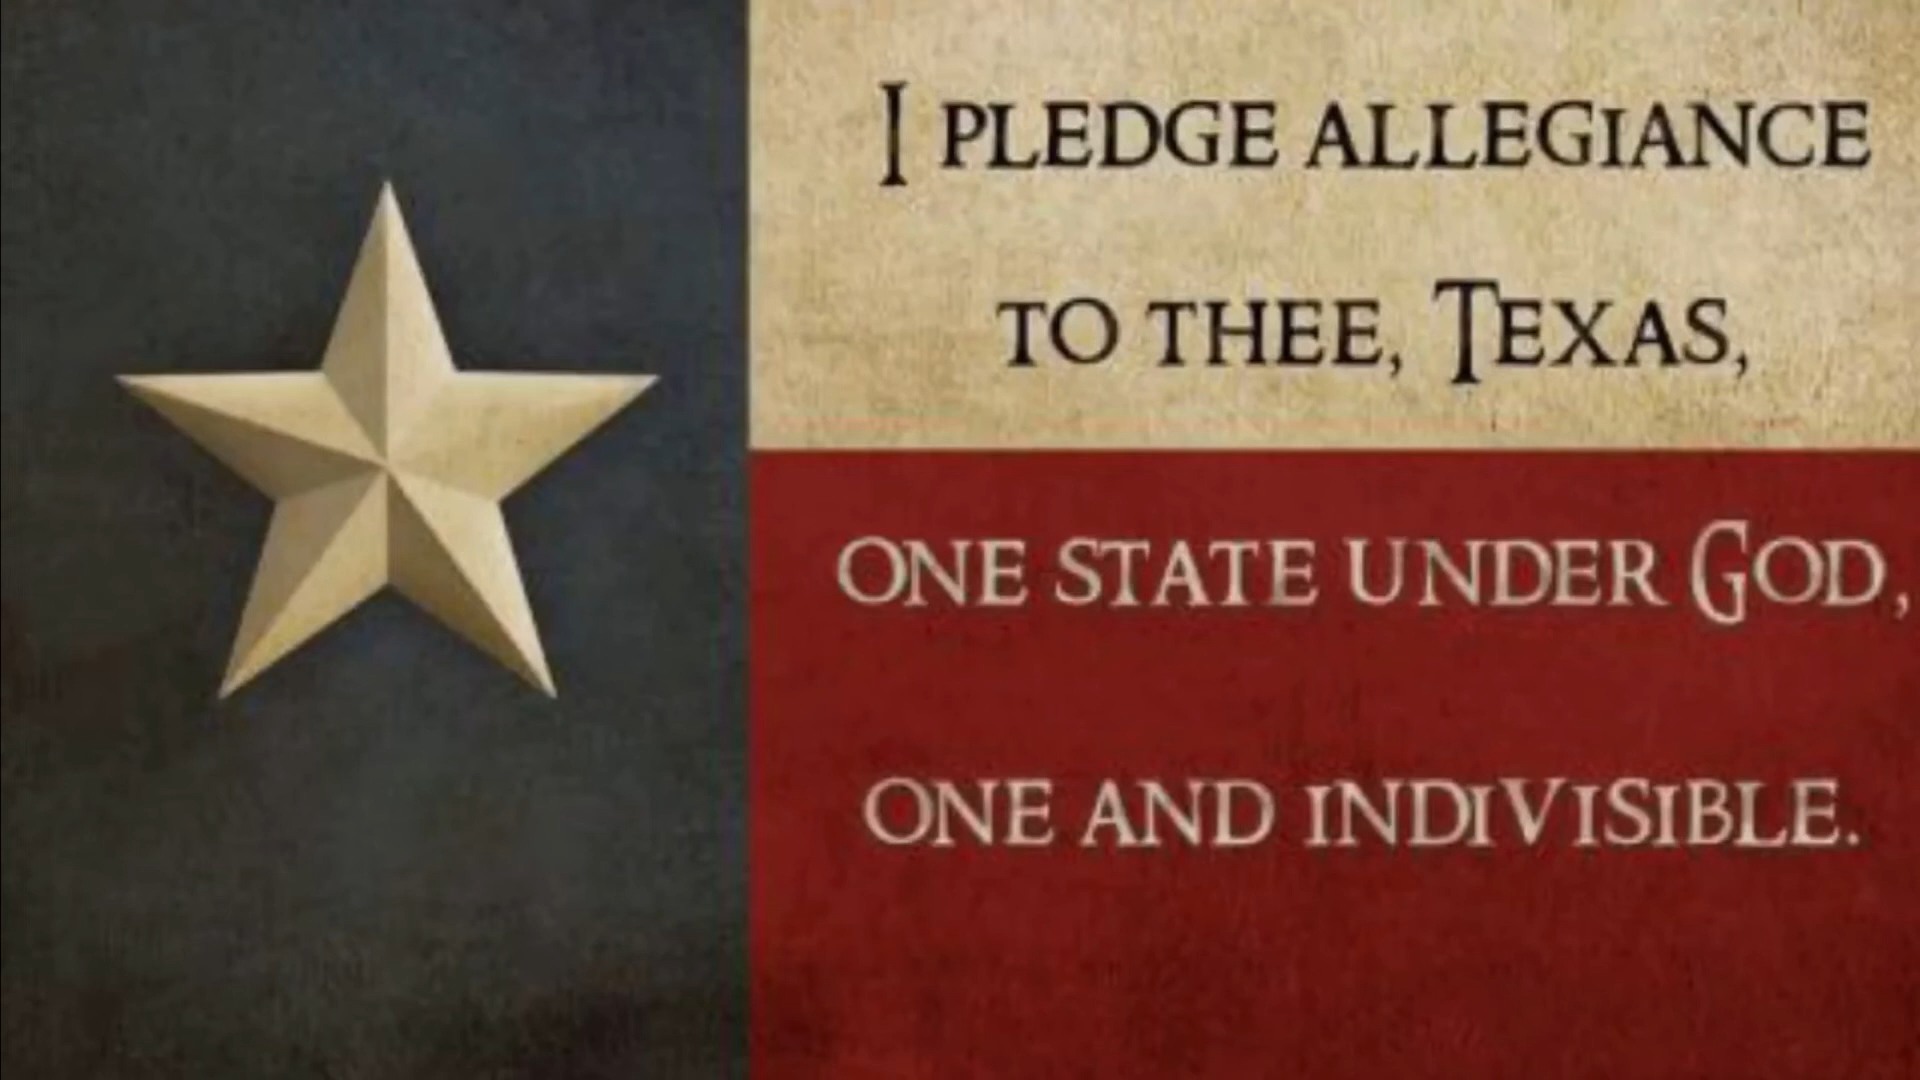 I PLEDGE ALLEGIANCE
TO THEE, TEXAS,
ONE STATE UNDER GOD,
ONE AND INDIVISIBLE.